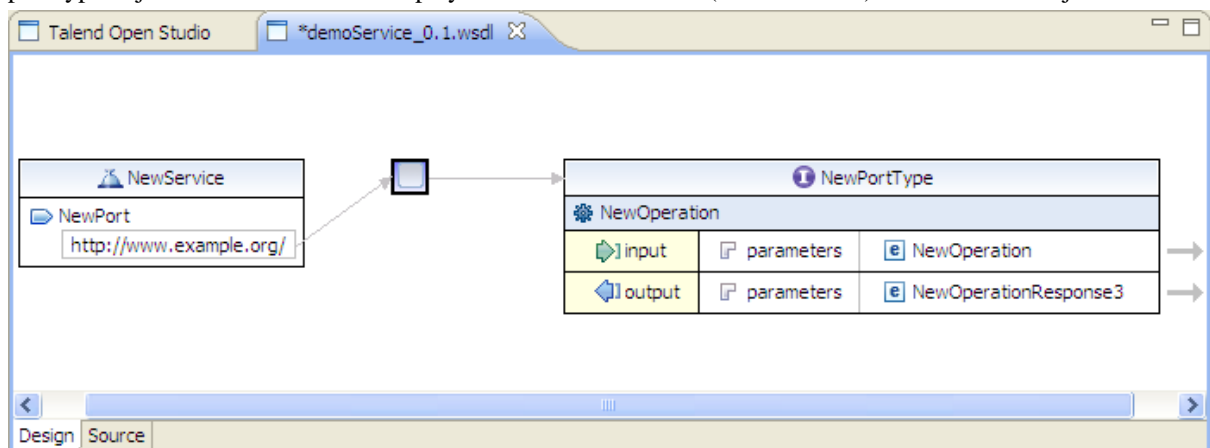 Talend Open Studio
*demoService_0.1.wsdl
NewService
NewPort
http://www.example.org/
NewPortType
NewOperation
input parameters e NewOperation
output parameters e NewOperationResponse3
Design Source